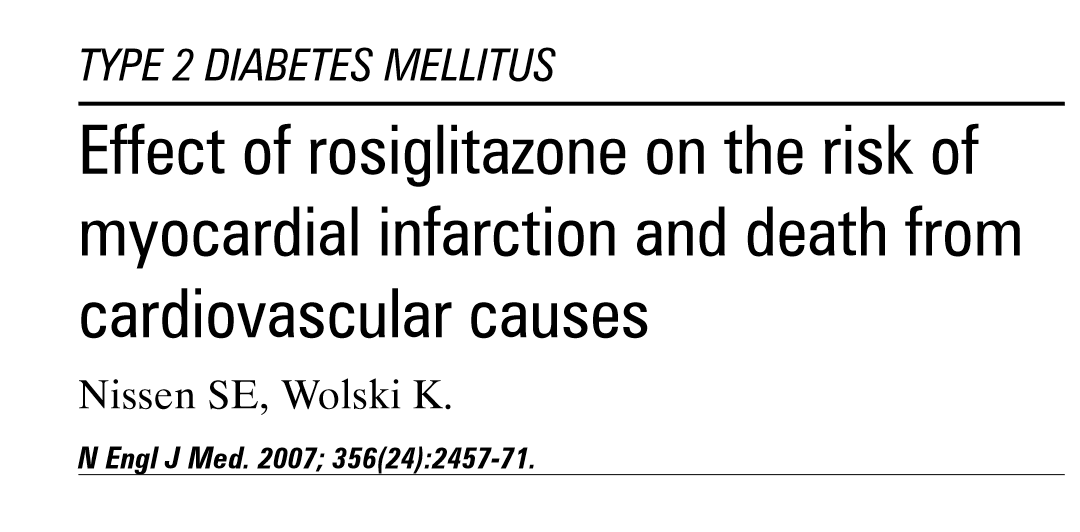 TYPE 2 DIABETES MELLITUS
Effect of rosiglitazone on the risk of
myocardial infarction and death from
cardiovascular causes
Nissen SE, Wolski K.
N Engl J Med. 2007; 356(24):2457-71.